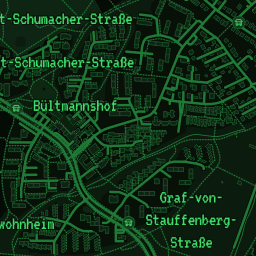 t-Schumacher-Straße
t-Schumacher-Straße
Bültmannshof
Graf-von-
Stauffenberg-
Straße
wohnheim